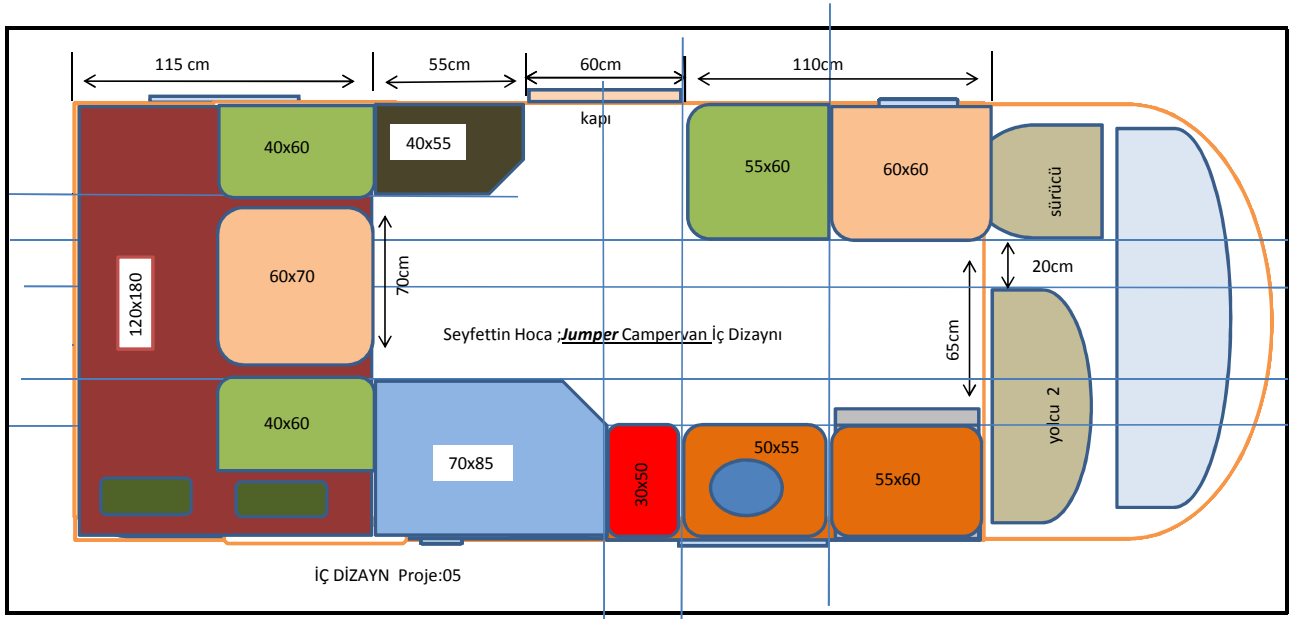 115 cm
55cm
60cm
110cm
kapı
40x60
40x55
55x60
60x60
sürücü
20cm
60x70
70cm
120x180
Seyfettin Hoca ;Jumper Campervan İç Dizaynı
65cm
40x60
70x85
30x50
50x55
55x60
yolcu 2
İÇ DİZAYN Proje:05